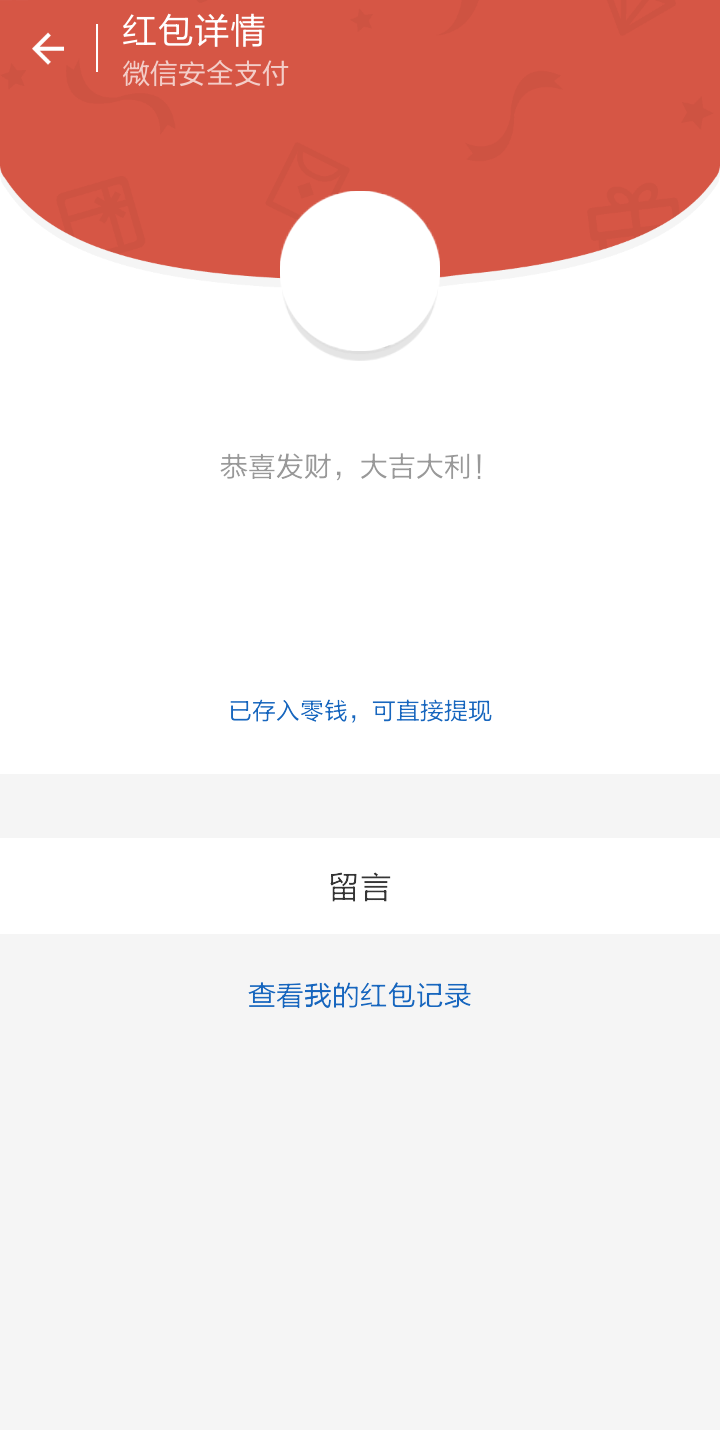 红包详情
微信安全支付
恭喜发财，大吉大利！
已存入零钱，可直接提现
留言
查看我的红包记录